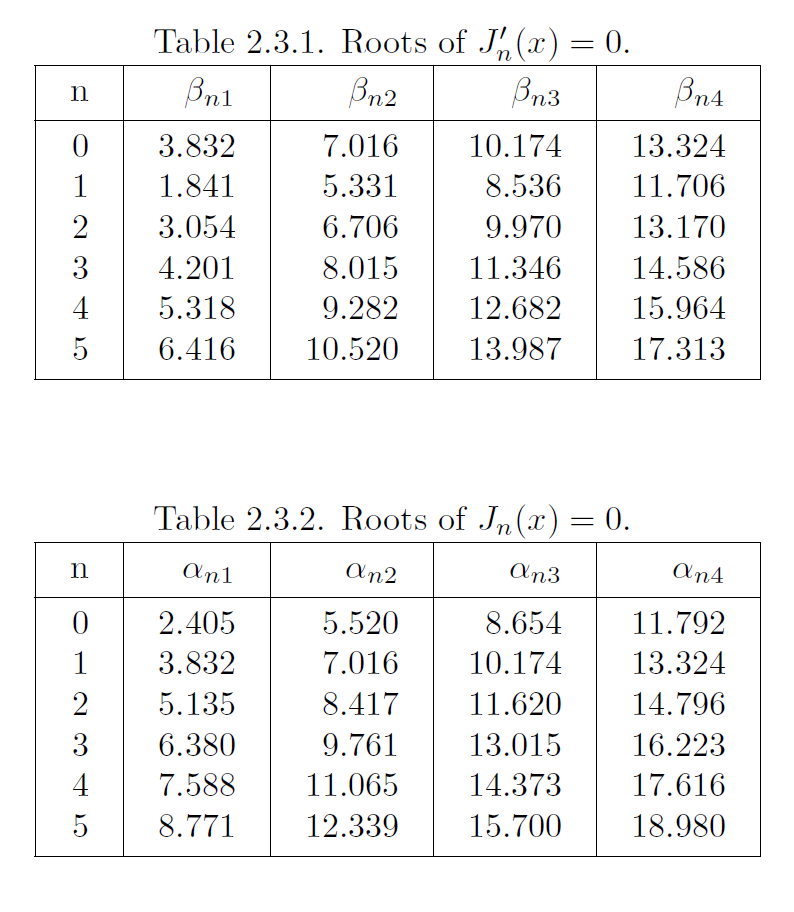 Table 2.3.1. Roots of J′ₙ(x) = 0.
n βn1 βn2 βn3 βn4
0 3.832 7.016 10.174 13.324
1 1.841 5.331 8.536 11.706
2 3.054 6.706 9.970 13.170
3 4.201 8.015 11.346 14.586
4 5.318 9.282 12.682 15.964
5 6.416 10.520 13.987 17.313
Table 2.3.2. Roots of Jₙ(x) = 0.
n αn1 αn2 αn3 αn4
0 2.405 5.520 8.654 11.792
1 3.832 7.016 10.174 13.324
2 5.135 8.417 11.620 14.796
3 6.380 9.761 13.015 16.223
4 7.588 11.065 14.373 17.616
5 8.771 12.339 15.700 18.980